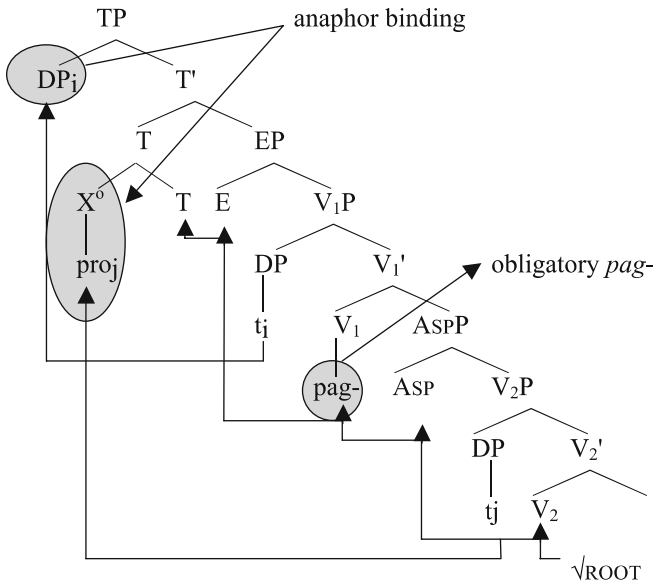 TP
anaphor binding
DPi
T'
T
EP
Xº
T
E
V₁P
proj
DP
V₁'
obligatory pag-
ti
V₁
ASPP
pag-
ASP
V₂P
DP
V₂'
tj
V₂
√ROOT